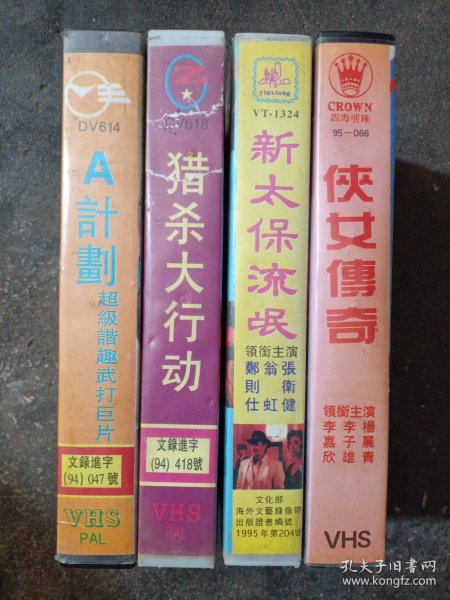 DV614
A計劃
超級諧趣武打巨片
文錄進字
(94) 047號
VHS
PAL
猎杀大行动
文錄進字
(94) 418號
VHS
PAL
yinxiang
VT-1324
新太保流氓
領銜主演
鄭則仕
翁虹
張衛健
文化部
海外文藝錄像帶
出版證書編號:
1995年第204號
CROWN
四海明珠
95-066
俠女傳奇
領銜主演
李嘉欣
李子雄
楊麗青
VHS
孔夫子旧书网
www.kongfz.com